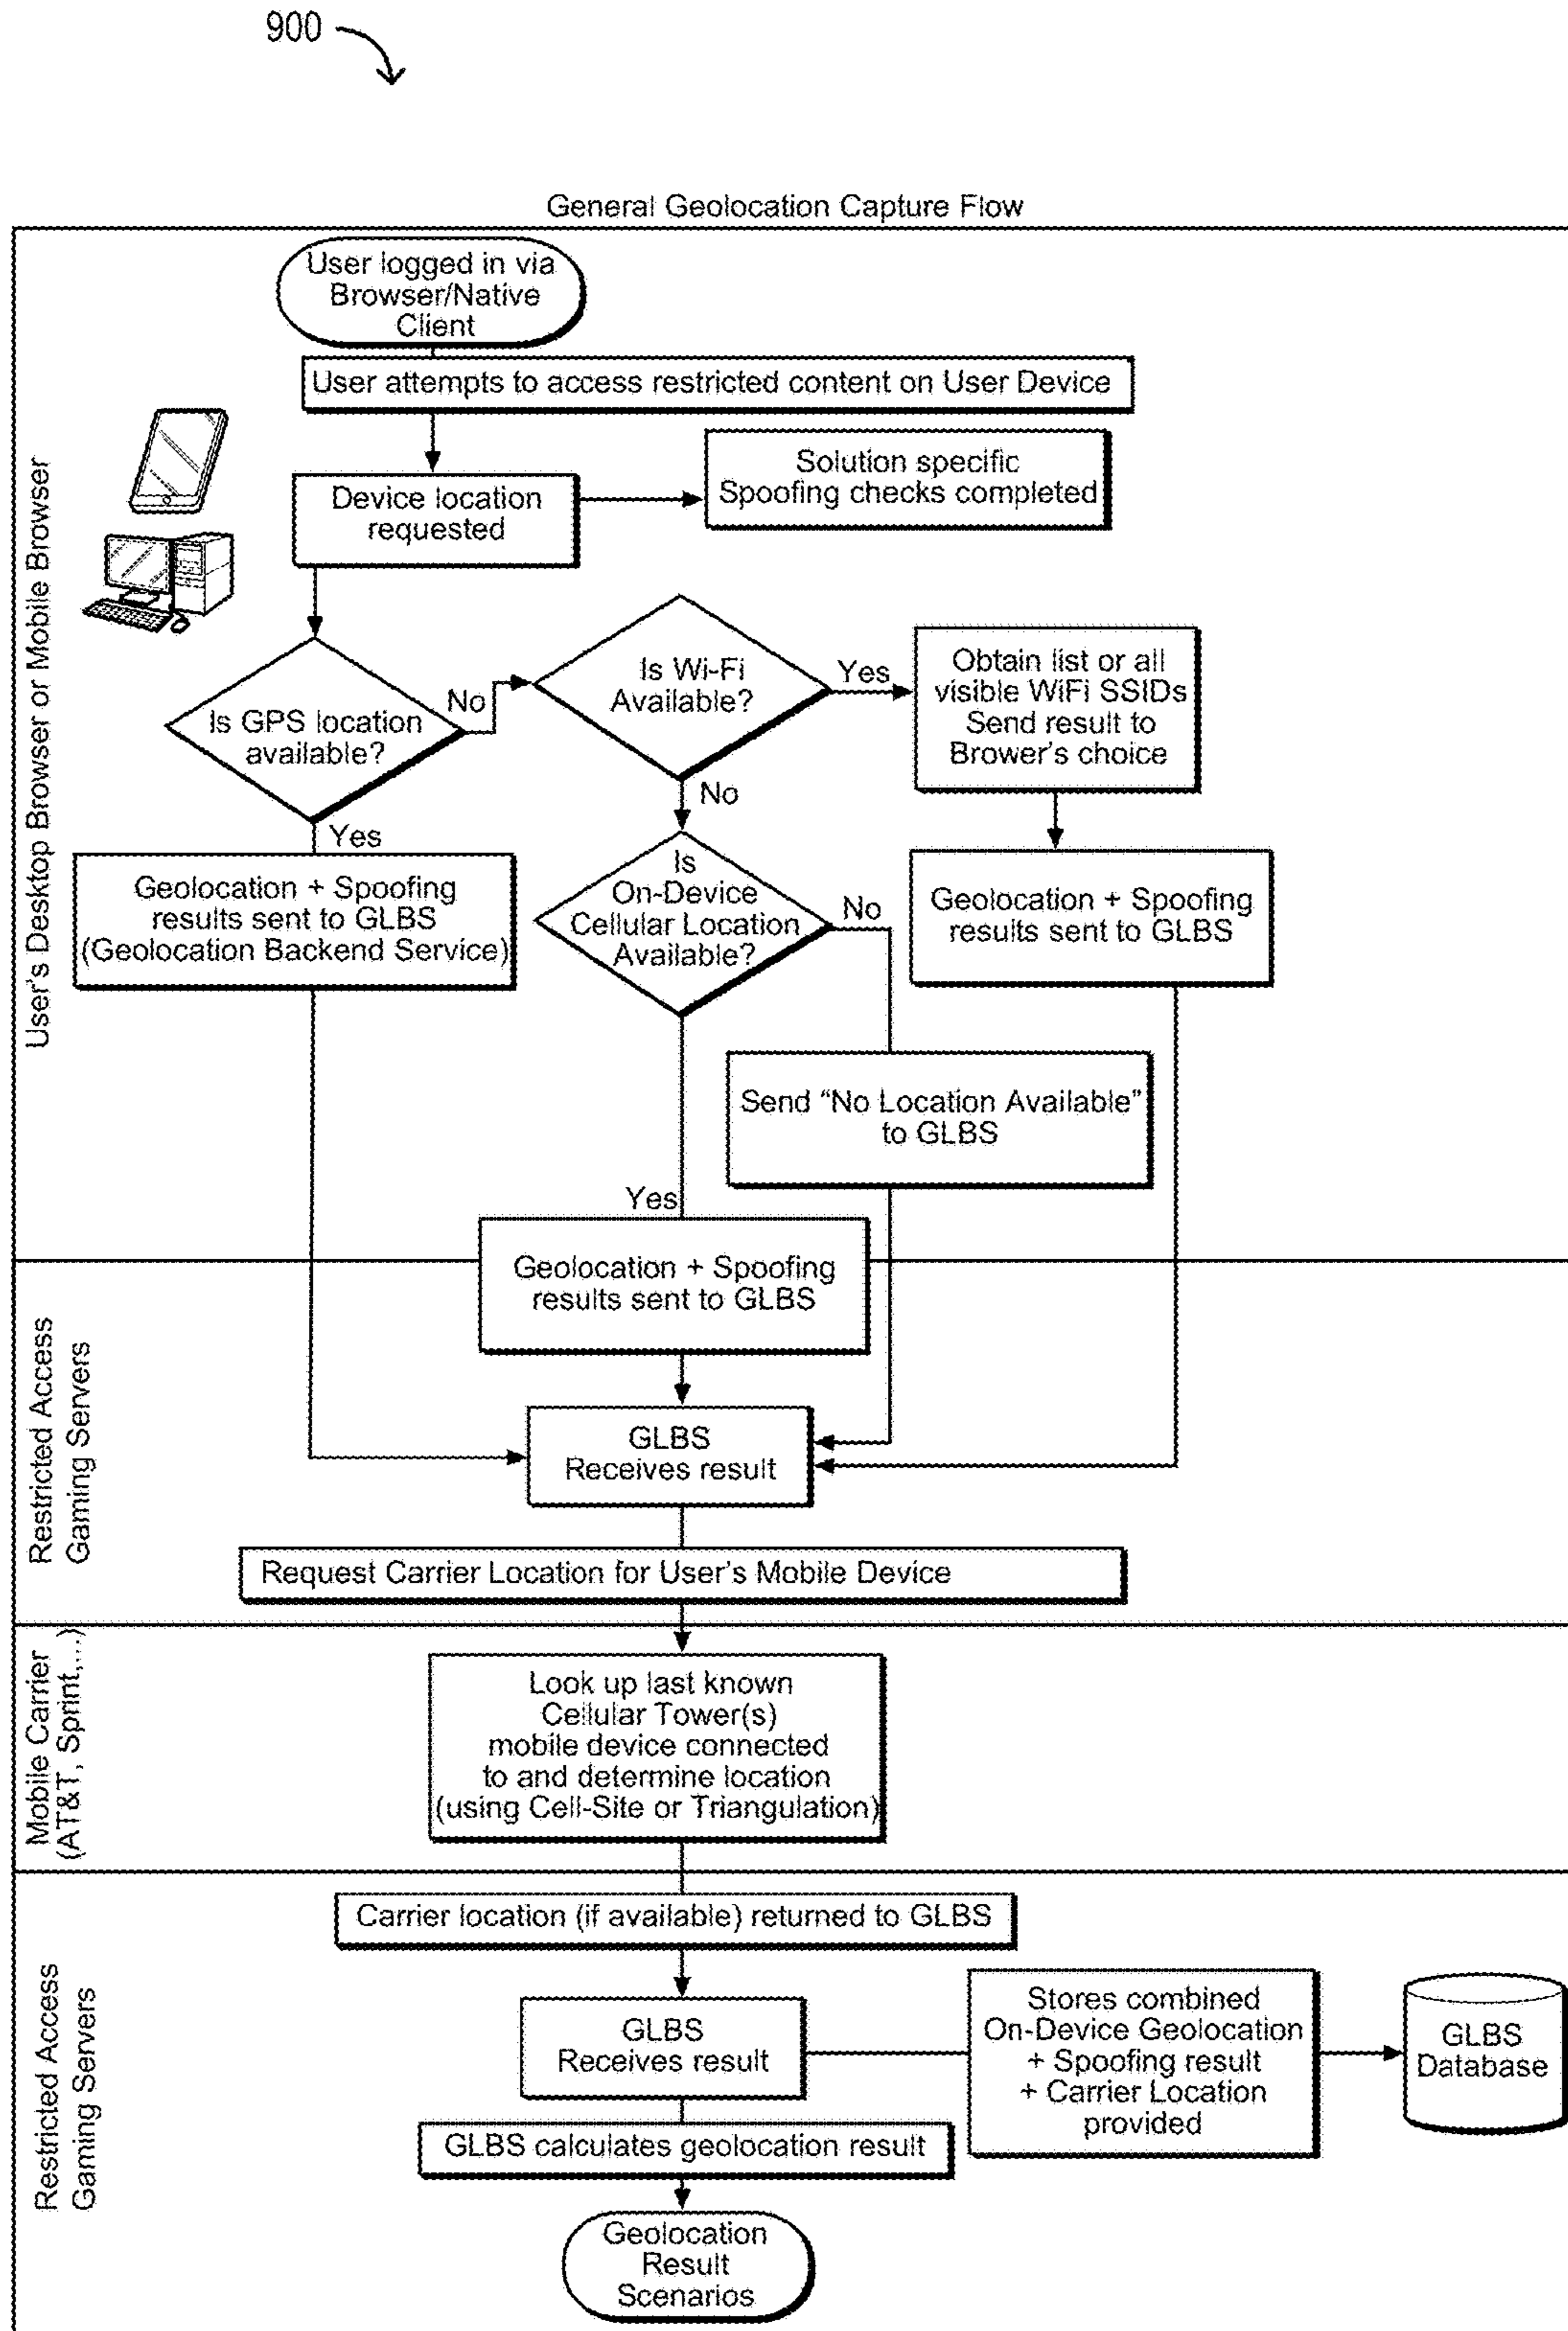 900
General Geolocation Capture Flow
User's Desktop Browser or Mobile Browser
User logged in via
Browser/Native
Client
User attempts to access restricted content on User Device
Device location
requested
Solution specific
Spoofing checks completed
Is GPS location
available?
No
Is Wi-Fi
Available?
Yes
Obtain list or all
visible WiFi SSIDs
Send result to
Brower's choice
Yes
No
Geolocation + Spoofing
results sent to GLBS
(Geolocation Backend Service)
Is
On-Device
Cellular Location
Available?
No
Geolocation + Spoofing
results sent to GLBS
Send “No Location Available”
to GLBS
Yes
Geolocation + Spoofing
results sent to GLBS
Restricted Access
Gaming Servers
GLBS
Receives result
Request Carrier Location for User's Mobile Device
Mobile Carrier
(AT&T, Sprint,...)
Look up last known
Cellular Tower(s)
mobile device connected
to and determine location
(using Cell-Site or Triangulation)
Restricted Access
Gaming Servers
Carrier location (if available) returned to GLBS
GLBS
Receives result
Stores combined
On-Device Geolocation
+ Spoofing result
+ Carrier Location
provided
GLBS
Database
GLBS calculates geolocation result
Geolocation
Result
Scenarios